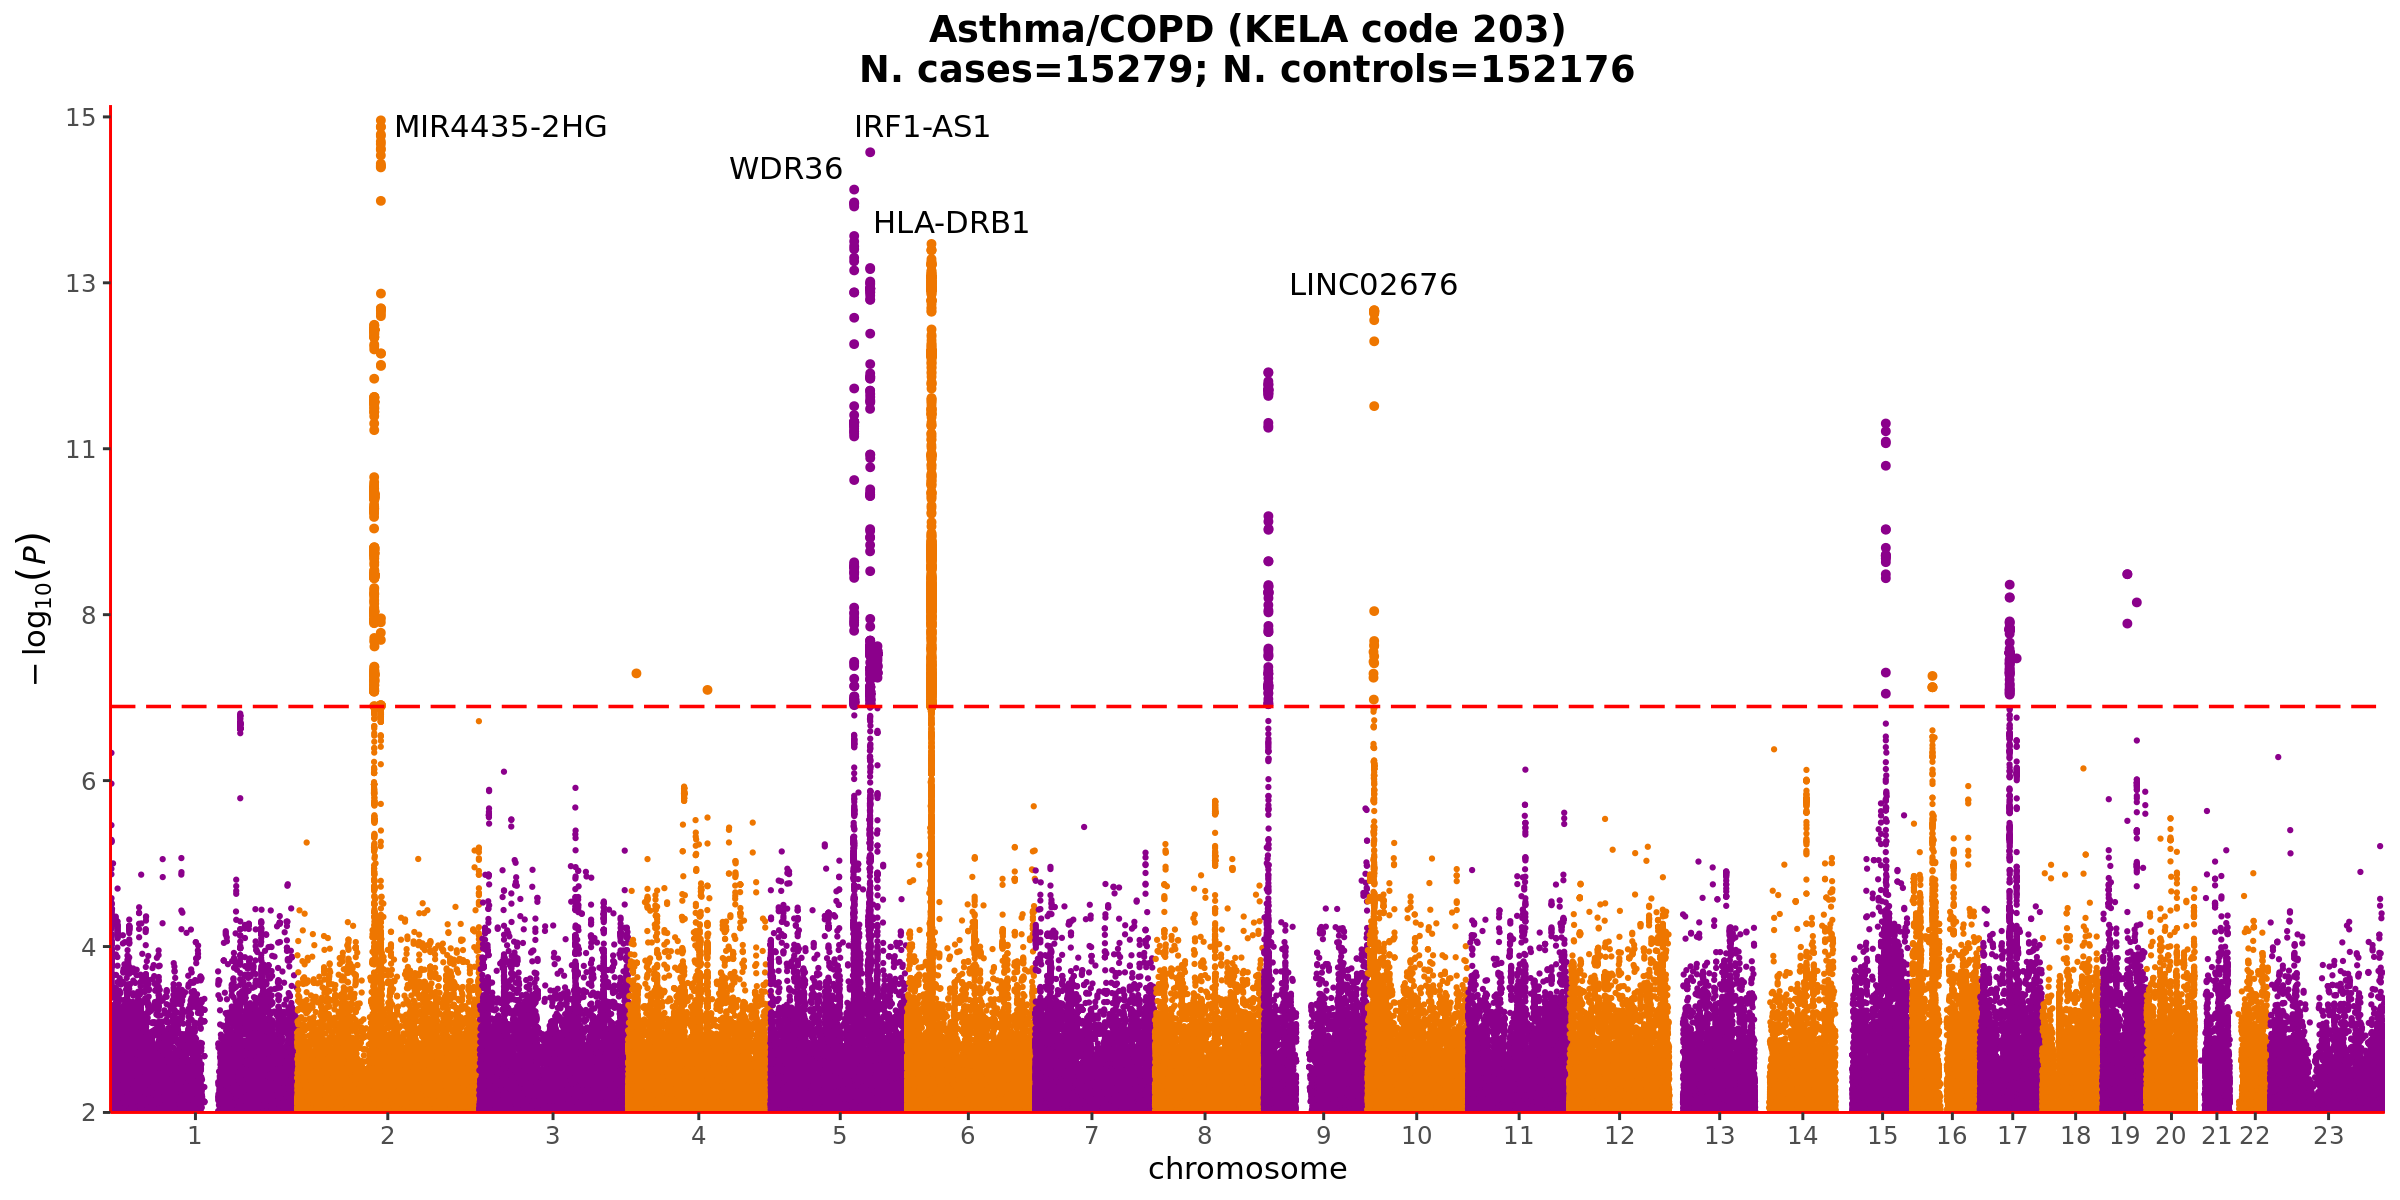 Asthma/COPD (KELA code 203)
N. cases=15279; N. controls=152176
15
MIR4435-2HG
IRF1-AS1
WDR36
HLA-DRB1
13
LINC02676
11
− log10(P)
8
6
4
2
1 2 3 4 5 6 7 8 9 10 11 12 13 14 15 16 17 18 19 20 21 22 23
chromosome